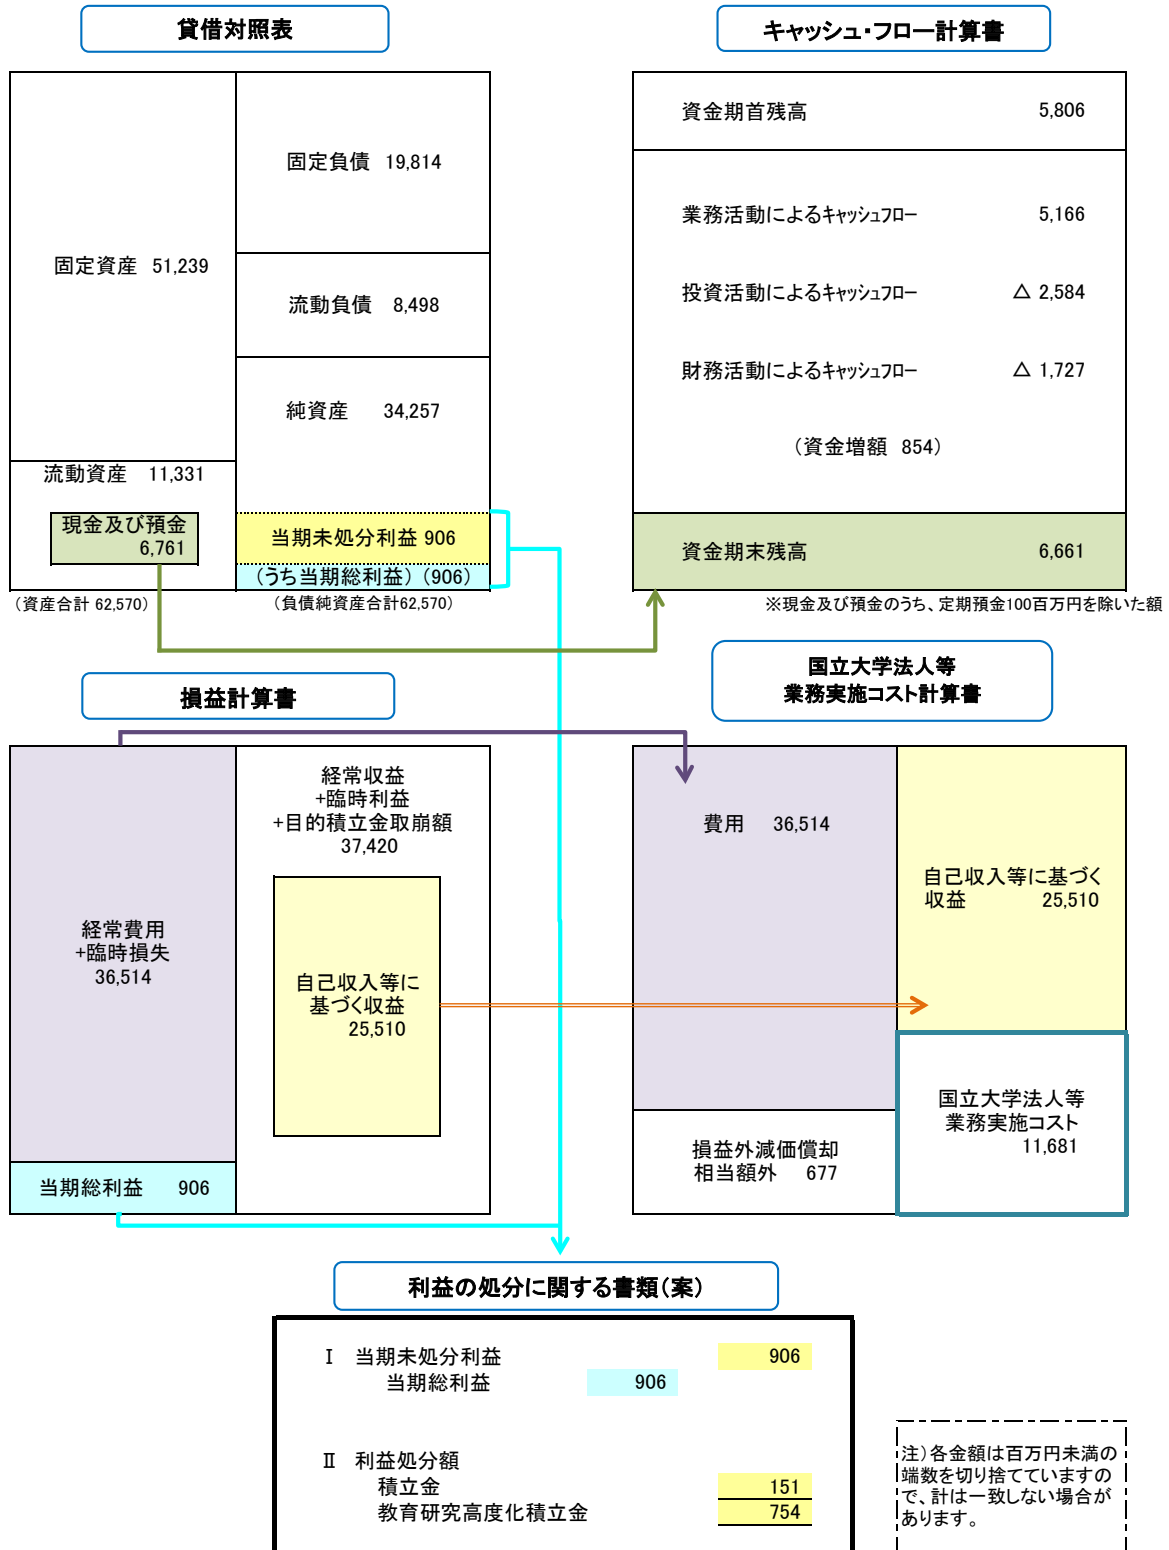 貸借対照表
固定資産 51,239
流動資産 11,331
現金及び預金
6,761
固定負債 19,814
流動負債 8,498
純資産 34,257
当期未処分利益 906
(うち当期総利益) (906)
(資産合計 62,570)
(負債純資産合計62,570)
キャッシュ・フロー計算書
資金期首残高 5,806
業務活動によるキャッシュフロー 5,166
投資活動によるキャッシュフロー △ 2,584
財務活動によるキャッシュフロー △ 1,727
(資金増額 854)
資金期末残高 6,661
※現金及び預金のうち、定期預金100百万円を除いた額
損益計算書
経常費用
+臨時損失
36,514
当期総利益 906
経常収益
+臨時利益
+目的積立金取崩額
37,420
自己収入等に
基づく収益
25,510
国立大学法人等
業務実施コスト計算書
費用 36,514
損益外減価償却
相当額外 677
自己収入等に基づく
収益 25,510
国立大学法人等
業務実施コスト
11,681
利益の処分に関する書類(案)
Ⅰ 当期未処分利益 906
当期総利益 906
Ⅱ 利益処分額
積立金 151
教育研究高度化積立金 754
注)各金額は百万円未満の
端数を切り捨てていますの
で、計は一致しない場合が
あります。